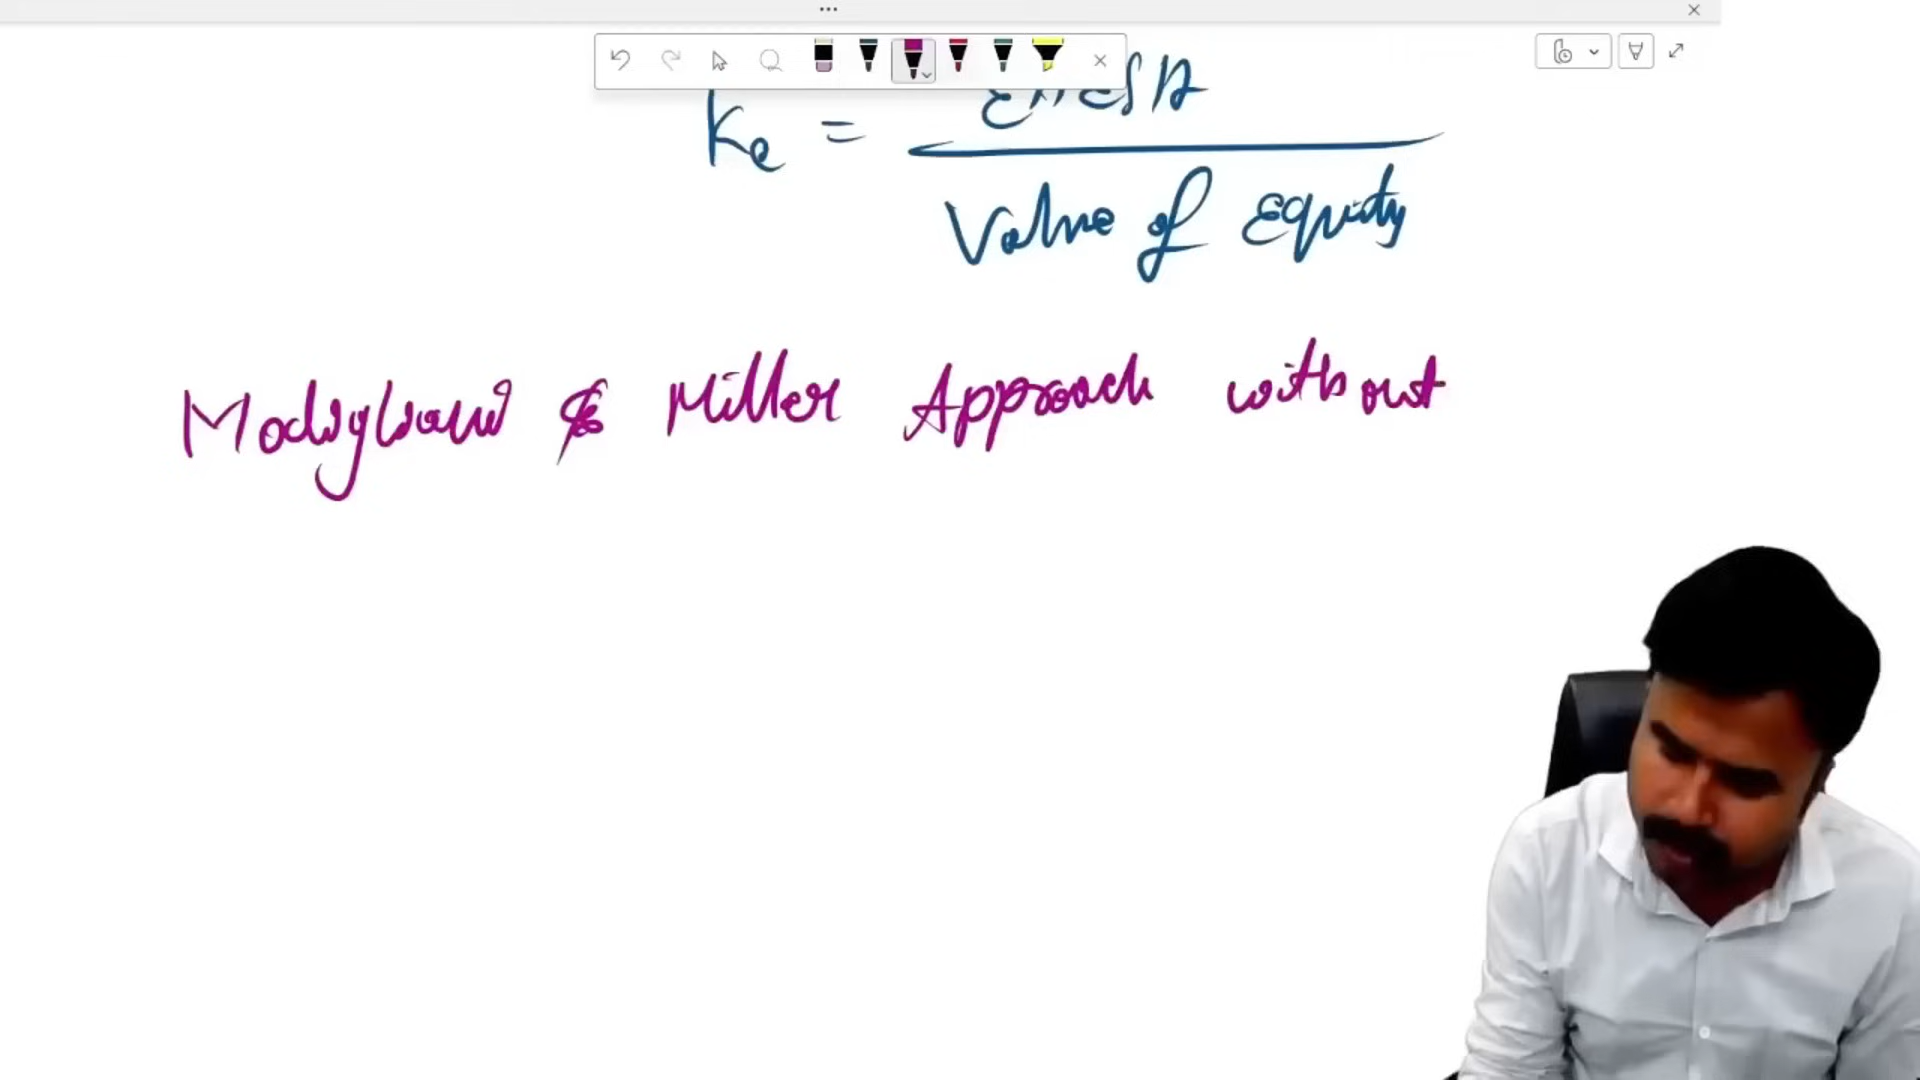 Ke =
Value of Equity
Modigliani & Miller Approach without